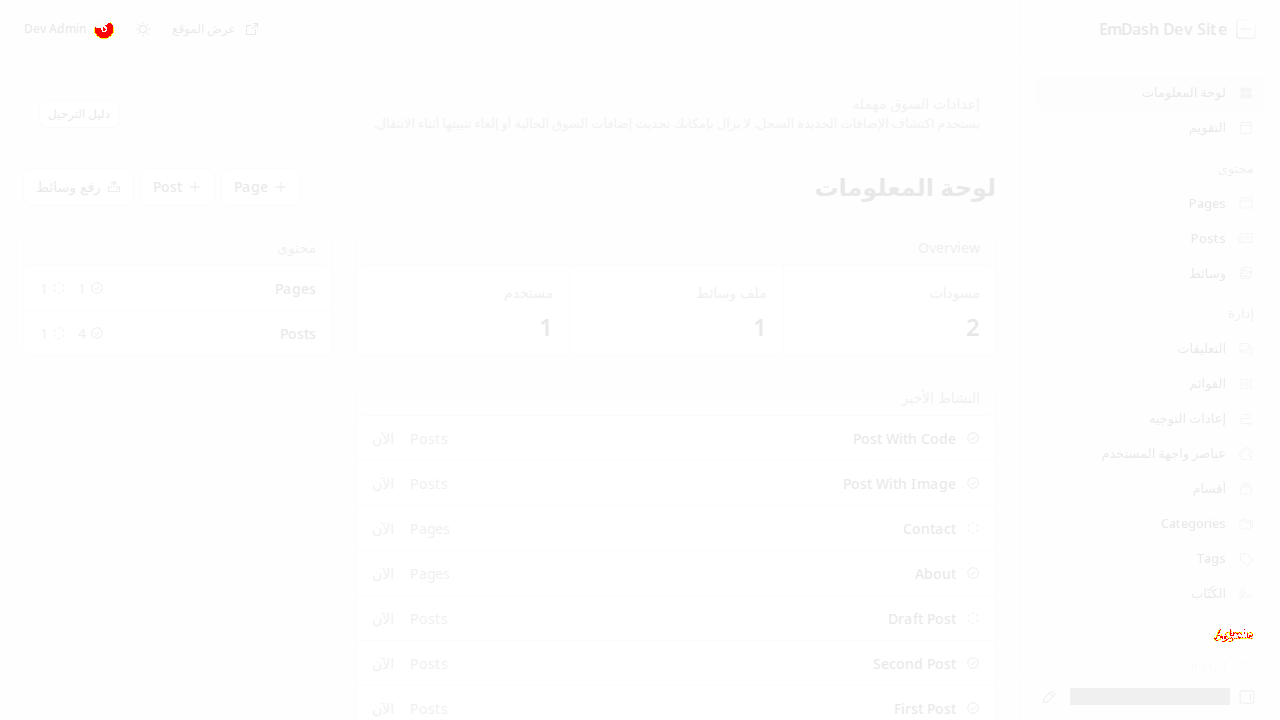 EmDash Dev Site
عرض الموقع
Dev Admin
لوحة المعلومات
التقويم
محتوى
Pages
Posts
وسائط
إدارة
التعليقات
القوائم
إعادات التوجيه
عناصر واجهة المستخدم
أقسام
Categories
Tags
الكُتّاب
إعدادات السوق مهملة
يستخدم اكتشاف الإضافات الجديدة السجل. لا يزال بإمكانك تحديث إضافات السوق الحالية أو إلغاء تثبيتها أثناء الانتقال.
دليل الترحيل
لوحة المعلومات
Page
Post
رفع وسائط
Overview
مسودات
2
ملف وسائط
1
مستخدم
1
محتوى
Pages 1 1
Posts 4 1
النشاط الأخير
Post With Code Posts الآن
Post With Image Posts الآن
Contact Pages الآن
About Pages الآن
Draft Post Posts الآن
Second Post Posts الآن
First Post Posts الآن